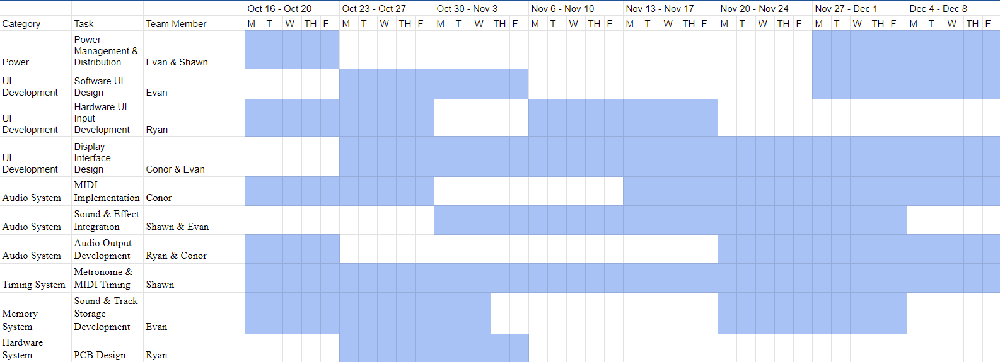 Oct 16 - Oct 20 Oct 23 - Oct 27 Oct 30 - Nov 3 Nov 6 - Nov 10 Nov 13 - Nov 17 Nov 20 - Nov 24 Nov 27 - Dec 1 Dec 4 - Dec 8
Category Task Team Member M T W TH F M T W TH F M T W TH F M T W TH F M T W TH F M T W TH F M T W TH F M T W TH F
Power
Power
Management &
Distribution
Evan & Shawn
UI
Development
Software UI
Design
Evan
UI
Development
Hardware UI
Input
Development
Ryan
UI
Development
Display
Interface
Design
Conor & Evan
Audio System
MIDI
Implementation
Conor
Audio System
Sound & Effect
Integration
Shawn & Evan
Audio System
Audio Output
Development
Ryan & Conor
Timing System
Metronome &
MIDI Timing
Shawn
Memory
System
Sound & Track
Storage
Development
Evan
Hardware
System
PCB Design
Ryan